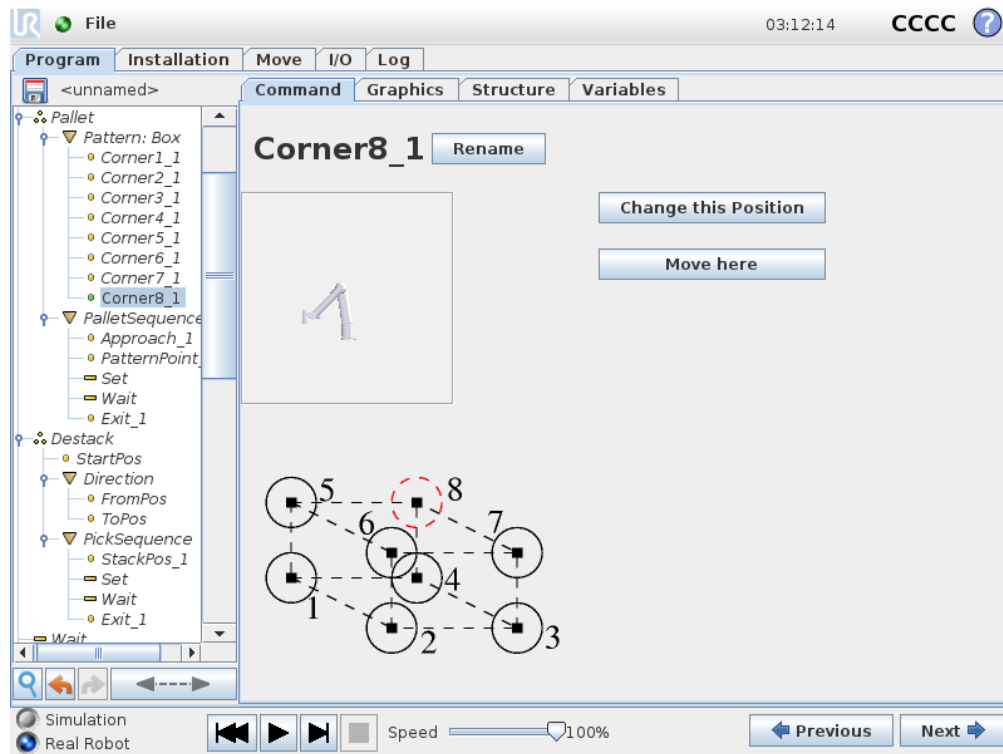 UR File 03:12:14 CCCC ?
Program Installation Move I/O Log
<unnamed> Command Graphics Structure Variables
Pallet
Pattern: Box
Corner1_1
Corner2_1
Corner3_1
Corner4_1
Corner5_1
Corner6_1
Corner7_1
Corner8_1
PalletSequence
Approach_1
PatternPoint_
Set
Wait
Exit_1
Destack
StartPos
Direction
FromPos
ToPos
PickSequence
StackPos_1
Set
Wait
Exit_1
Wait
Corner8_1 Rename
Change this Position
Move here
5 8
6 7
1 4
2 3
Simulation
Real Robot
Speed 100%
Previous Next